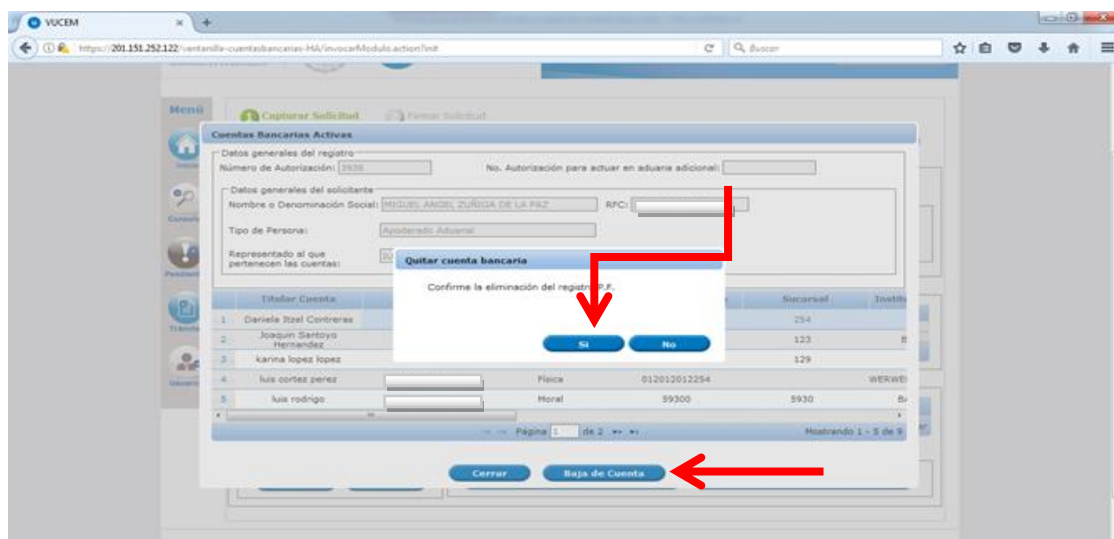 VUCEM
https://201.151.252.122/ventanilla-cuentasbancarias-HA/invocarModulo.action?init
Buscar
Menú
Capturar Solicitud
Firmar Solicitud
Cuentas Bancarias Activas
Datos generales del registro
Número de Autorización: 3938
No. Autorización para actuar en aduana adicional:
Datos generales del solicitante
Nombre o Denominación Social: MIGUEL ANGEL ZUÑIGA DE LA PAZ
RFC:
Tipo de Persona: Apoderado Aduanal
Representado al que
pertenecen las cuentas:
Quitar cuenta bancaria
Confirme la eliminación del registro P.F.
Si
No
Titular Cuenta
Sucursal
1 Daniela Itzel Contreras 254
2 Joaquin Santoyo
Hernandez 123
3 karina lopez lopez 129
4 luis cortez perez Física 012012012254
5 luis rodrigo Moral 59300 5930
Página 1 de 2
Mostrando 1 - 5 de 9
Cerrar
Baja de Cuenta